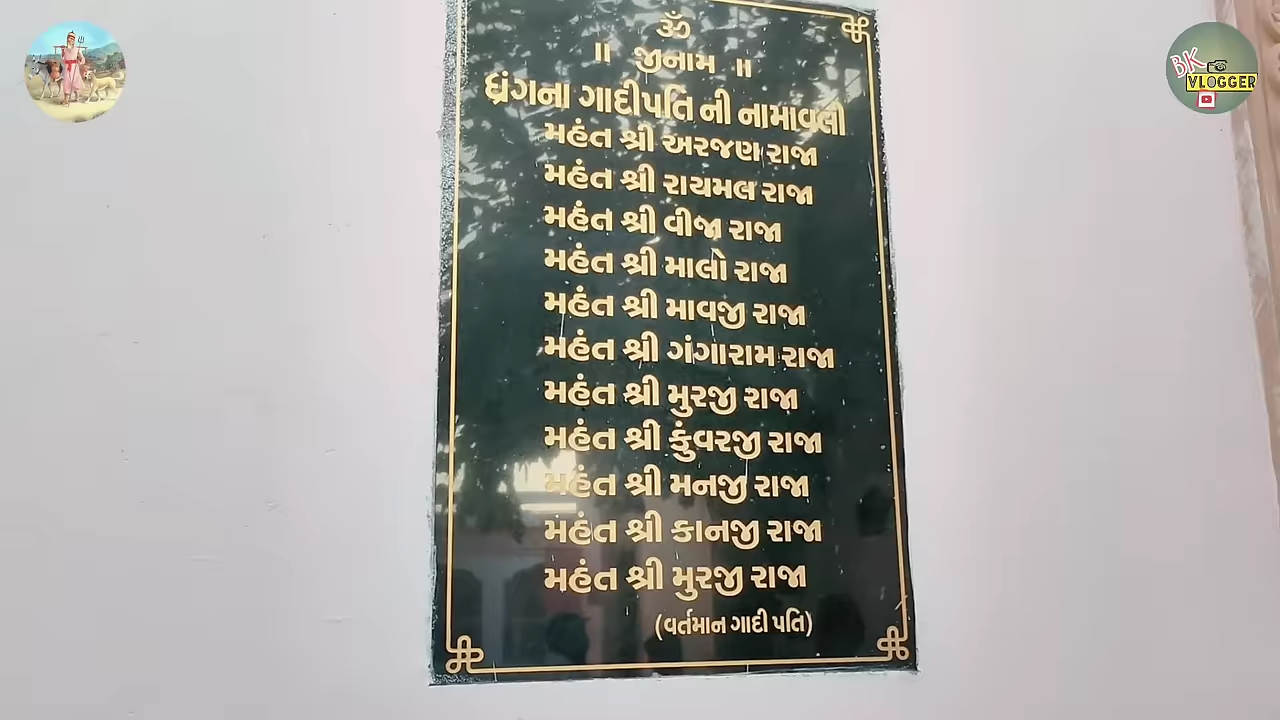 ૐ
॥ જીનામ ॥
ધ્રંગના ગાદીપતિ ની નામાવલી
મહંત શ્રી અરજણ રાજા
મહંત શ્રી રાયમલ રાજા
મહંત શ્રી વીજા રાજા
મહંત શ્રી માલો રાજા
મહંત શ્રી માવજી રાજા
મહંત શ્રી ગંગારામ રાજા
મહંત શ્રી મુરજી રાજા
મહંત શ્રી કુંવરજી રાજા
મહંત શ્રી મનજી રાજા
મહંત શ્રી કાનજી રાજા
મહંત શ્રી મુરજી રાજા
(વર્તમાન ગાદી પતિ)
BK
VLOGGER